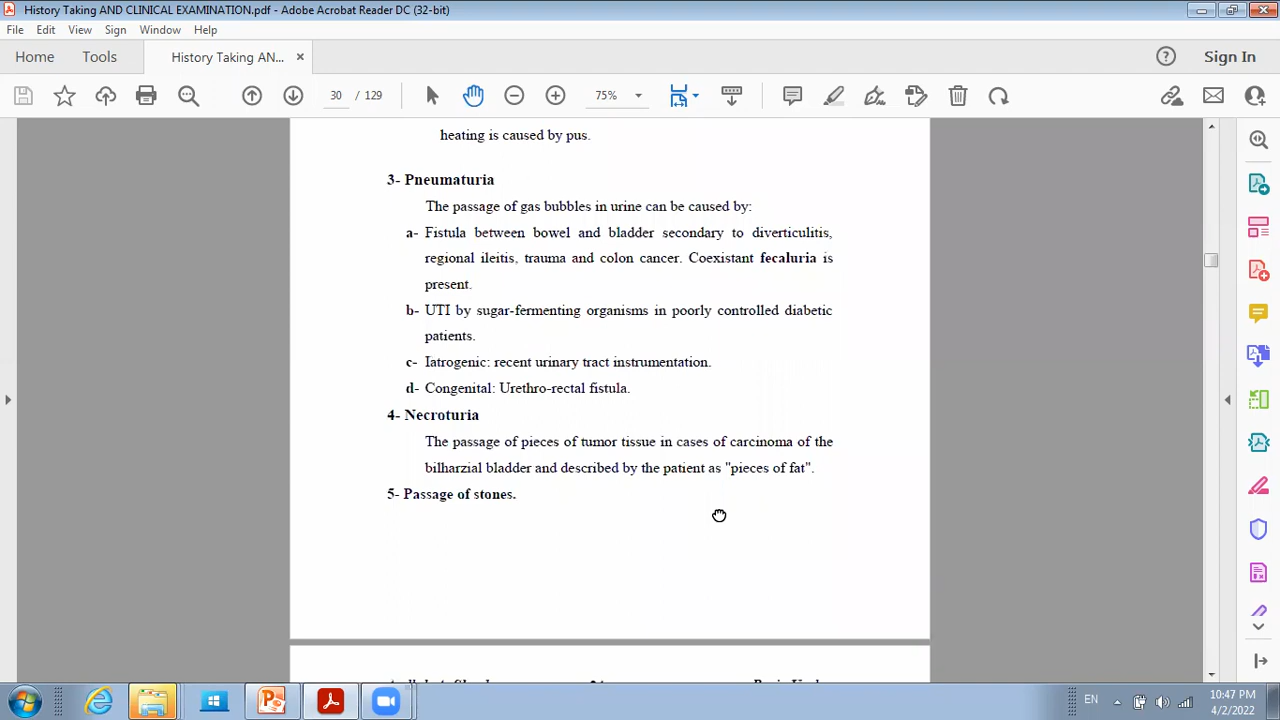 History Taking AND CLINICAL EXAMINATION.pdf - Adobe Acrobat Reader DC (32-bit)
File Edit View Sign Window Help
Home Tools History Taking AN... × Sign In
30 / 129 75%
heating is caused by pus.
3- Pneumaturia
The passage of gas bubbles in urine can be caused by:
a- Fistula between bowel and bladder secondary to diverticulitis,
regional ileitis, trauma and colon cancer. Coexistant fecaluria is
present.
b- UTI by sugar-fermenting organisms in poorly controlled diabetic
patients.
c- Iatrogenic: recent urinary tract instrumentation.
d- Congenital: Urethro-rectal fistula.
4- Necroturia
The passage of pieces of tumor tissue in cases of carcinoma of the
bilharzial bladder and described by the patient as "pieces of fat".
5- Passage of stones.
EN 10:47 PM
4/2/2022